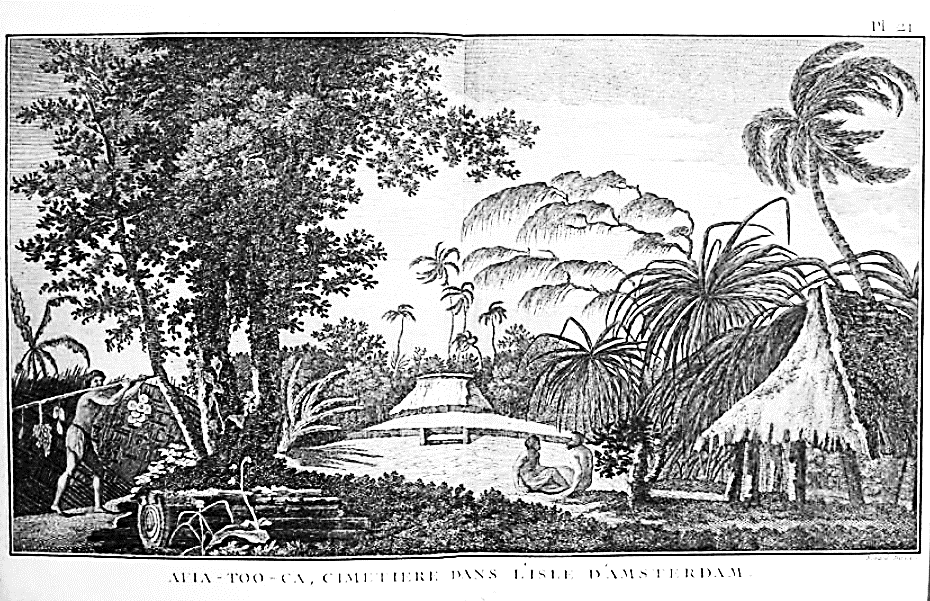 Pl. 21
AFIA-TOO-CA, CIMETIERE DANS L'ISLE D'AMSTERDAM.